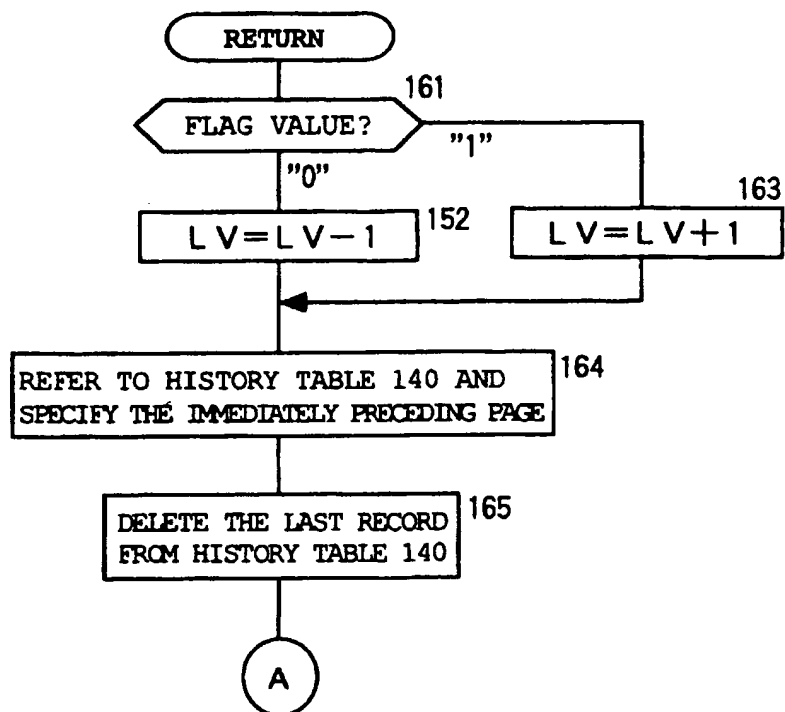 RETURN
161
FLAG VALUE?
"1"
"0"
163
LV=LV-1
152
LV=LV+1
REFER TO HISTORY TABLE 140 AND
SPECIFY THE IMMEDIATELY PRECEDING PAGE
164
DELETE THE LAST RECORD
FROM HISTORY TABLE 140
165
A